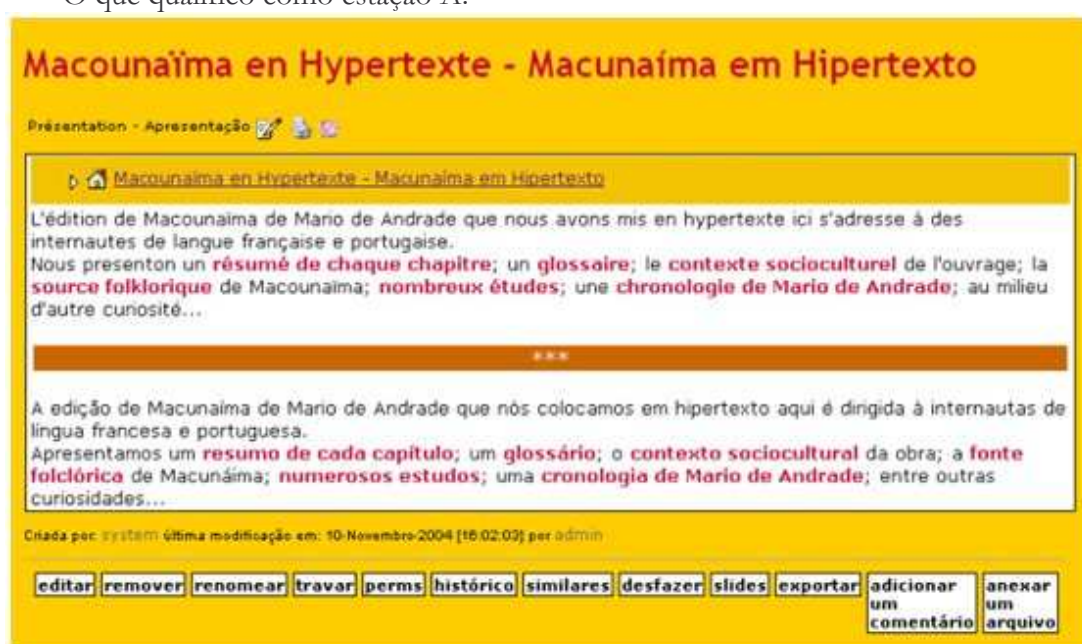 O que qualifico como estação A:
Macounaïma en Hypertexte - Macunaíma em Hipertexto
Présentation - Apresentação
Macounaïma en Hypertexte - Macunaíma em Hipertexto
L'édition de Macounaïma de Mario de Andrade que nous avons mis en hypertexte ici s'adresse à des
internautes de langue française e portugaise.
Nous presenton un résumé de chaque chapitre; un glossaire; le contexte socioculturel de l'ouvrage; la
source folklorique de Macounaïma; nombreux études; une chronologie de Mario de Andrade; au milieu
d'autre curiosité...
***
A edição de Macunaíma de Mario de Andrade que nós colocamos em hipertexto aqui é dirigida à internautas de
língua francesa e portuguesa.
Apresentamos um resumo de cada capítulo; um glossário; o contexto sociocultural da obra; a fonte
folclórica de Macunáima; numerosos estudos; uma cronologia de Mario de Andrade; entre outras
curiosidades...
Criada por: system última modificação em: 10-Novembro-2004 [16:02:03] por admin
editar remover renomear travar perms histórico similares desfazer slides exportar adicionar anexar
um um
comentário arquivo